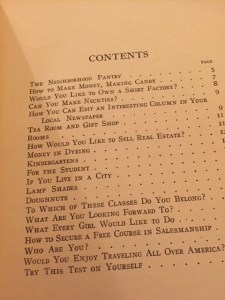 CONTENTS
PAGE
The Neighborhood Pantry . . . . . 5
How to Make Money, Making Candy . . . 7
Would You Like to Own a Shirt Factory? . . 8
Can You Make Neckties? . . . . 8
How You Can Edit an Interesting Column in Your
Local Newspaper . . . . . 9
Tea Room and Gift Shop . . . .
Rooms . . . . .
How Would You Like to Sell Real Estate? . .
Money in Dyeing . . . . .
Kindergartens . . . . .
For the Student . . . . .
If You Live in a City . . . . .
Lamp Shades . . . . .
Doughnuts . . . . .
To Which of These Classes Do You Belong? .
What Are You Looking Forward To? . .
What Every Girl Would Like to Do . .
How to Secure a Free Course in Salesmanship
Who Are You? . . . . .
Would You Enjoy Traveling All Over America?
Try This Test on Yourself . . . .